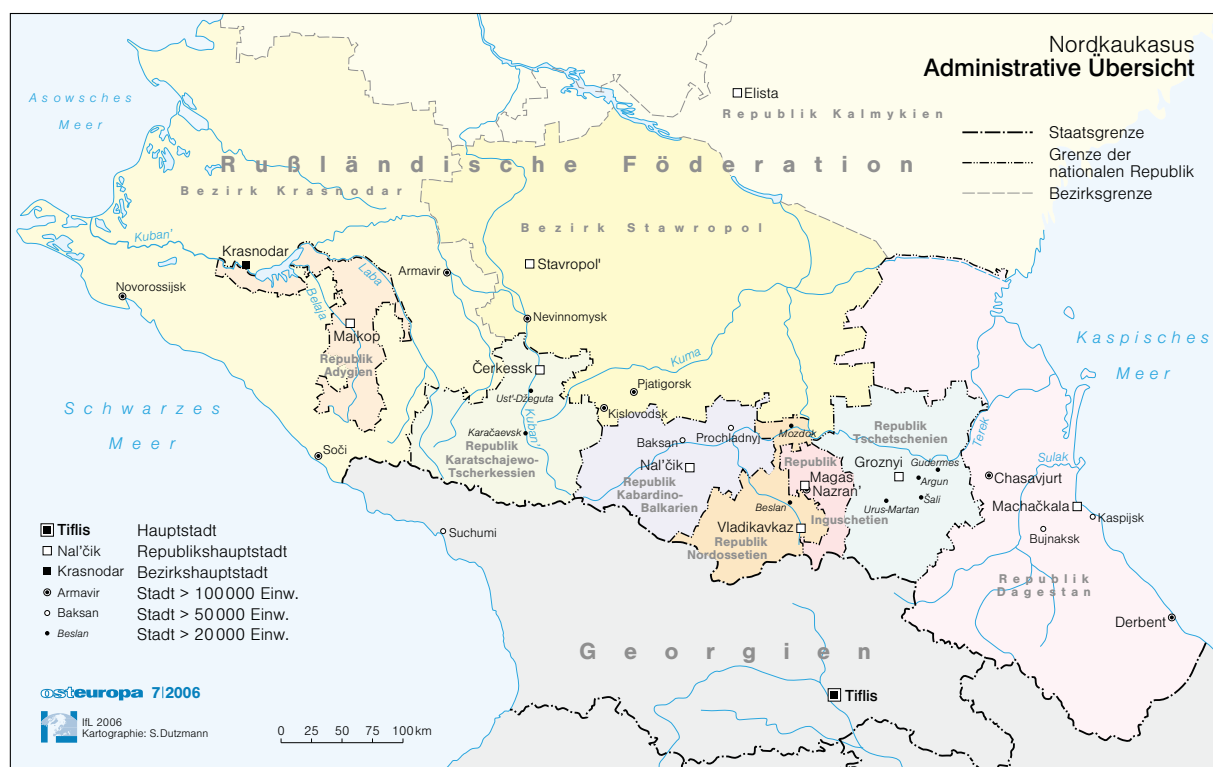 Nordkaukasus
Administrative Übersicht
Staatsgrenze
Grenze der
nationalen Republik
Bezirksgrenze
Asowsches
Meer
Elista
Republik Kalmykien
Rußländische Föderation
Bezirk Krasnodar
Bezirk Stawropol
Kuban'
Krasnodar
Laba
Armavir
Stavropol'
Belaja
Novorossijsk
Nevinnomysk
Majkop
Republik
Adygien
Kuma
Kaspisches
Meer
Čerkessk
Ust'-Džeguta
Pjatigorsk
Kislovodsk
Schwarzes
Meer
Karačaevsk
Kuban'
Republik
Karatschajewo-
Tscherkessien
Soči
Baksan
Prochladnyj
Mozdok
Nal'čik
Republik
Kabardino-
Balkarien
Republik
Inguschetien
Magas
Nazran'
Republik
Tschetschenien
Groznyj
Gudermes
Argun
Šali
Urus-Martan
Terek
Sulak
Chasavjurt
Machačkala
Kaspijsk
Bujnaksk
Beslan
Vladikavkaz
Republik
Nordossetien
Republik
Dagestan
Derbent
Suchumi
Georgien
Tiflis
Tiflis Hauptstadt
Nal'čik Republikshauptstadt
Krasnodar Bezirkshauptstadt
Armavir Stadt > 100000 Einw.
Baksan Stadt > 50000 Einw.
Beslan Stadt > 20000 Einw.
osteuropa 7|2006
IfL 2006
Kartographie: S. Dutzmann
0 25 50 75 100 km